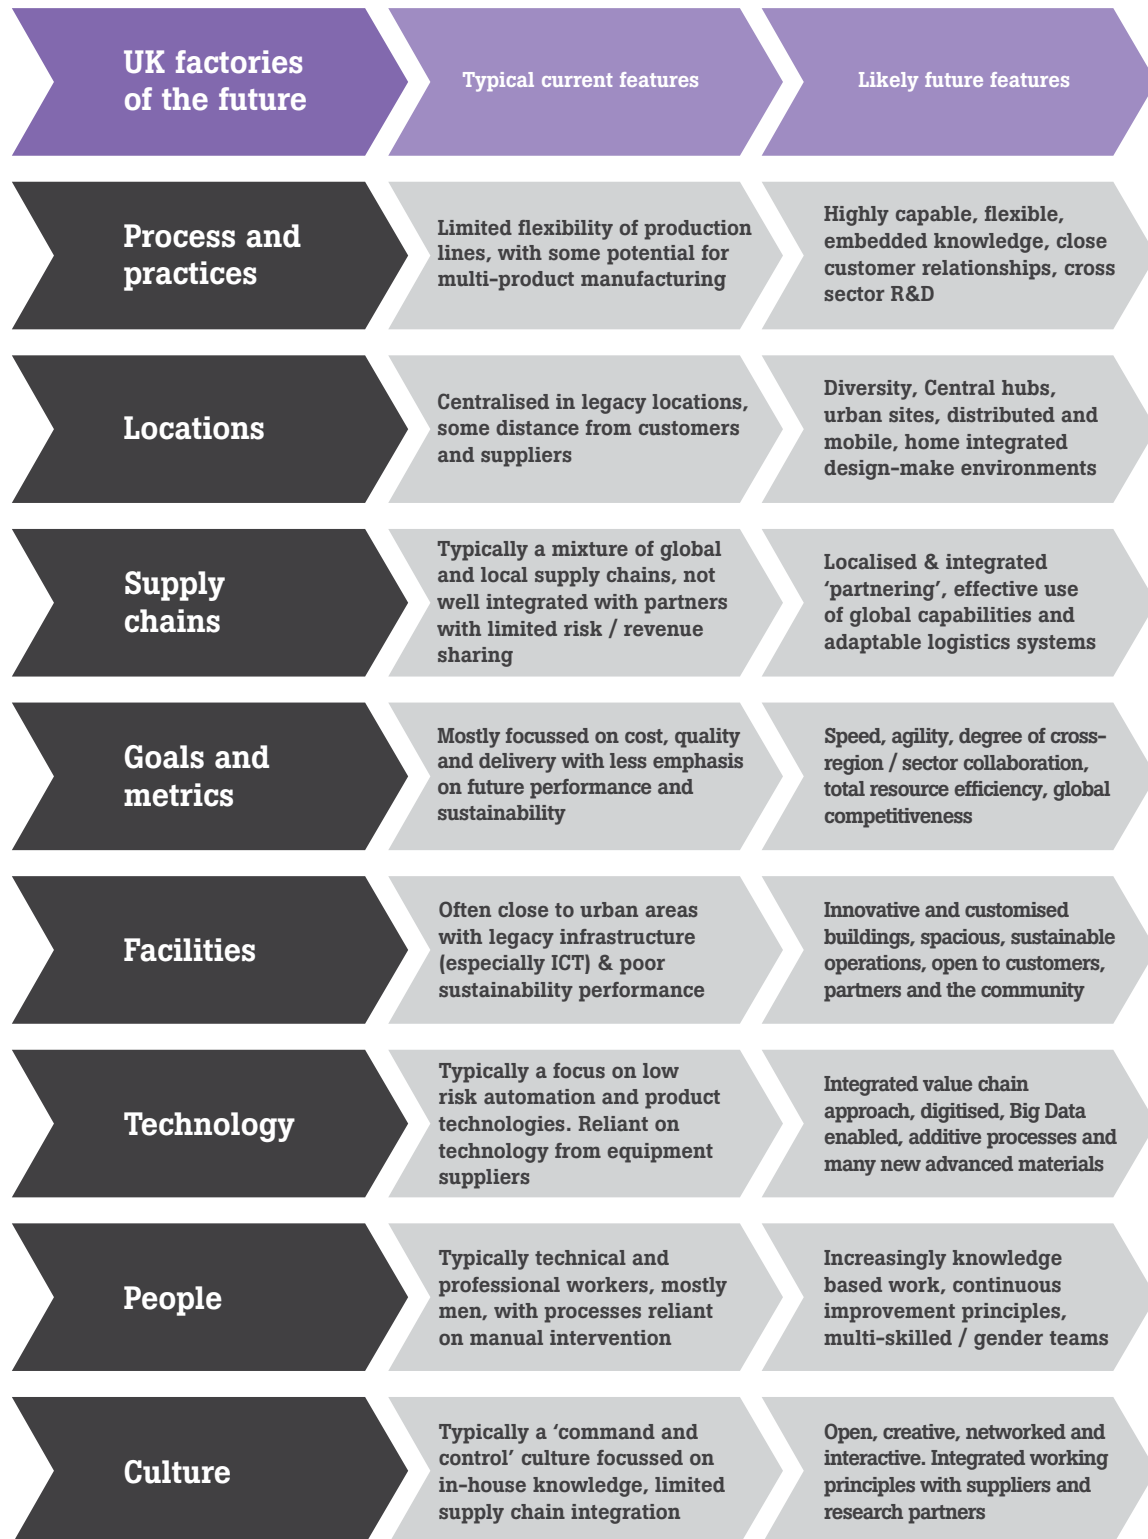 UK factories
of the future
Typical current features
Likely future features
Process and
practices
Limited flexibility of production
lines, with some potential for
multi-product manufacturing
Highly capable, flexible,
embedded knowledge, close
customer relationships, cross
sector R&D
Locations
Centralised in legacy locations,
some distance from customers
and suppliers
Diversity, Central hubs,
urban sites, distributed and
mobile, home integrated
design-make environments
Supply
chains
Typically a mixture of global
and local supply chains, not
well integrated with partners
with limited risk / revenue
sharing
Localised & integrated
‘partnering’, effective use
of global capabilities and
adaptable logistics systems
Goals and
metrics
Mostly focussed on cost, quality
and delivery with less emphasis
on future performance and
sustainability
Speed, agility, degree of cross-
region / sector collaboration,
total resource efficiency, global
competitiveness
Facilities
Often close to urban areas
with legacy infrastructure
(especially ICT) & poor
sustainability performance
Innovative and customised
buildings, spacious, sustainable
operations, open to customers,
partners and the community
Technology
Typically a focus on low
risk automation and product
technologies. Reliant on
technology from equipment
suppliers
Integrated value chain
approach, digitised, Big Data
enabled, additive processes and
many new advanced materials
People
Typically technical and
professional workers, mostly
men, with processes reliant
on manual intervention
Increasingly knowledge
based work, continuous
improvement principles,
multi-skilled / gender teams
Culture
Typically a ‘command and
control’ culture focussed on
in-house knowledge, limited
supply chain integration
Open, creative, networked and
interactive. Integrated working
principles with suppliers and
research partners